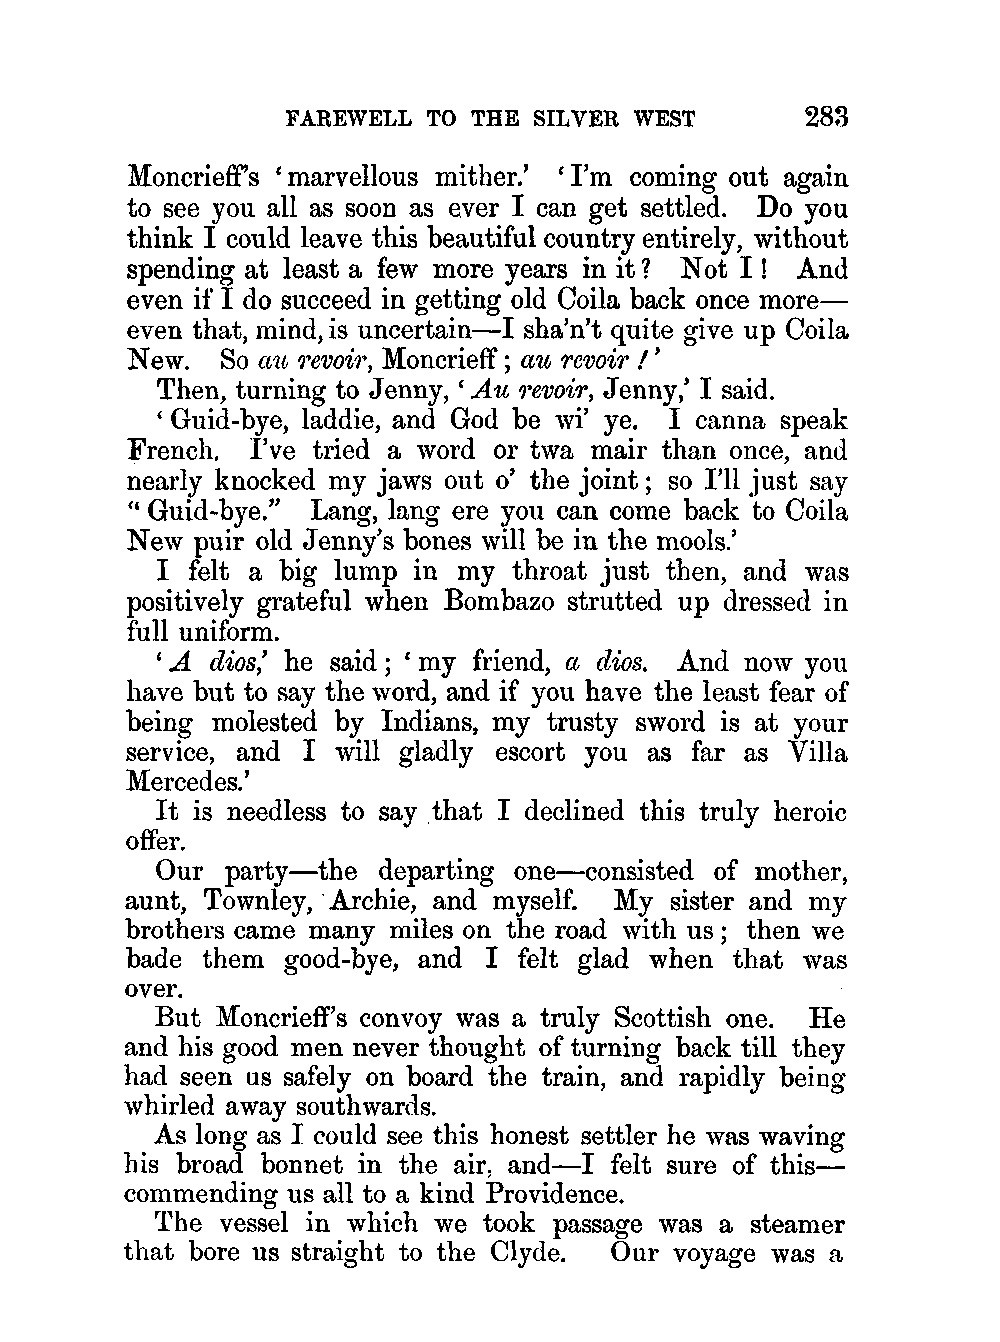 FAREWELL TO THE SILVER WEST 283
Moncrieff's 'marvellous mither.' 'I'm coming out again
to see you all as soon as ever I can get settled. Do you
think I could leave this beautiful country entirely, without
spending at least a few more years in it? Not I! And
even if I do succeed in getting old Coila back once more—
even that, mind, is uncertain—I sha'n't quite give up Coila
New. So au revoir, Moncrieff; au revoir!'
Then, turning to Jenny, 'Au revoir, Jenny,' I said.
'Guid-bye, laddie, and God be wi' ye. I canna speak
French. I've tried a word or twa mair than once, and
nearly knocked my jaws out o' the joint; so I'll just say
"Guid-bye." Lang, lang ere you can come back to Coila
New puir old Jenny's bones will be in the mools.'
I felt a big lump in my throat just then, and was
positively grateful when Bombazo strutted up dressed in
full uniform.
'A dios,' he said; 'my friend, a dios. And now you
have but to say the word, and if you have the least fear of
being molested by Indians, my trusty sword is at your
service, and I will gladly escort you as far as Villa
Mercedes.'
It is needless to say that I declined this truly heroic
offer.
Our party—the departing one—consisted of mother,
aunt, Townley, Archie, and myself. My sister and my
brothers came many miles on the road with us; then we
bade them good-bye, and I felt glad when that was
over.
But Moncrieff's convoy was a truly Scottish one. He
and his good men never thought of turning back till they
had seen us safely on board the train, and rapidly being
whirled away southwards.
As long as I could see this honest settler he was waving
his broad bonnet in the air, and—I felt sure of this—
commending us all to a kind Providence.
The vessel in which we took passage was a steamer
that bore us straight to the Clyde. Our voyage was a